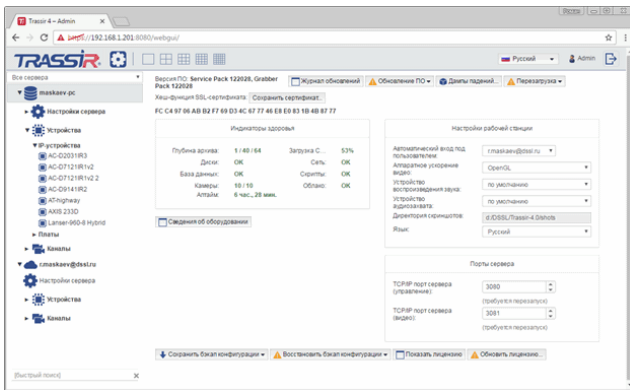 Trassir 4 – Admin
https://192.168.1.201:8080/webgui/
TRASSIR
Русский
Admin
Все сервера
maskaev-pc
Настройки сервера
Устройства
IP-устройства
AC-D2031IR3
AC-D7121IR1v2
AC-D7121IR1v2 2
AC-D9141IR2
AT-highway
AXIS 233D
Lanser-960-8 Hybrid
Платы
Каналы
r.maskaev@dssl.ru
Настройки сервера
Устройства
Каналы
[быстрый поиск]
Версия ПО: Service Pack 122028, Grabber
Pack 122028
Журнал обновлений
Обновление ПО
Дампы падений...
Перезагрузка
Хеш-функция SSL-сертификата:
Сохранить сертификат..
FC C4 97 06 AB B2 F7 69 D3 4C 67 77 46 E8 E0 83 1B 4B 87 77
Индикаторы здоровья
Глубина архива: 1 / 40 / 64 Загрузка С... 53%
Диски: OK Сеть: OK
База данных: OK Скрипты: OK
Камеры: 10 / 10 Облако: OK
Аптайм: 6 час., 28 мин.
Сведения об оборудовании
Настройки рабочей станции
Автоматический вход под
пользователем:
r.maskaev@dssl.ru
Аппаратное ускорение
видео:
OpenGL
Устройство
воспроизведения звука:
по умолчанию
Устройство
аудиозахвата:
по умолчанию
Директория скриншотов:
d:/DSSL/Trassir-4.0/shots
Язык:
Русский
Порты сервера
TCP/IP порт сервера
(управление):
3080
(требуется перезапуск)
TCP/IP порт сервера
(видео):
3081
(требуется перезапуск)
Сохранить бэкап конфигурации
Восстановить бэкап конфигурации
Показать лицензию
Обновить лицензию...